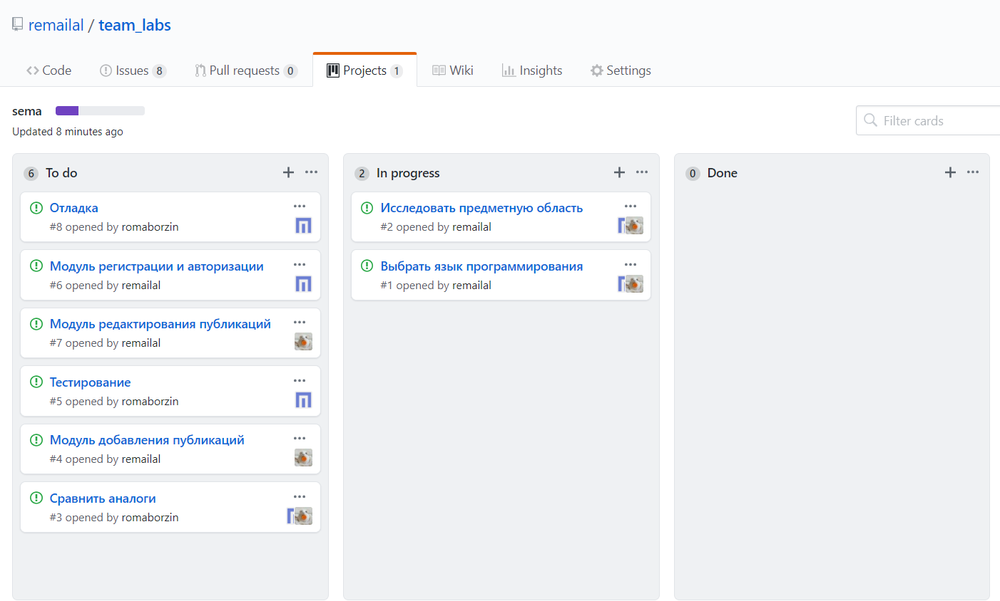 remailal / team_labs
Code Issues 8 Pull requests 0 Projects 1 Wiki Insights Settings
sema
Updated 8 minutes ago
Filter cards
6 To do
Отладка
#8 opened by romaborzin
Модуль регистрации и авторизации
#6 opened by remailal
Модуль редактирования публикаций
#7 opened by remailal
Тестирование
#5 opened by romaborzin
Модуль добавления публикаций
#4 opened by remailal
Сравнить аналоги
#3 opened by romaborzin
2 In progress
Исследовать предметную область
#2 opened by remailal
Выбрать язык программирования
#1 opened by remailal
0 Done